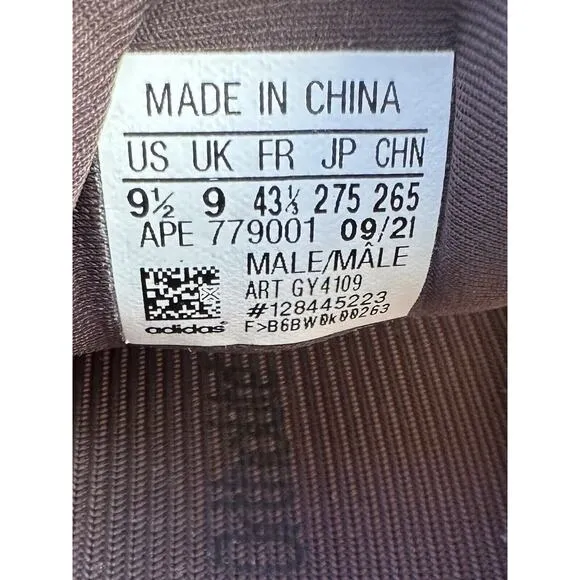 MADE IN CHINA
US UK FR JP CHN
9½ 9 43⅓ 275 265
APE 779001 09/21
MALE/MÂLE
ART GY4109
#128445223
F>B6BW0k00263
adidas